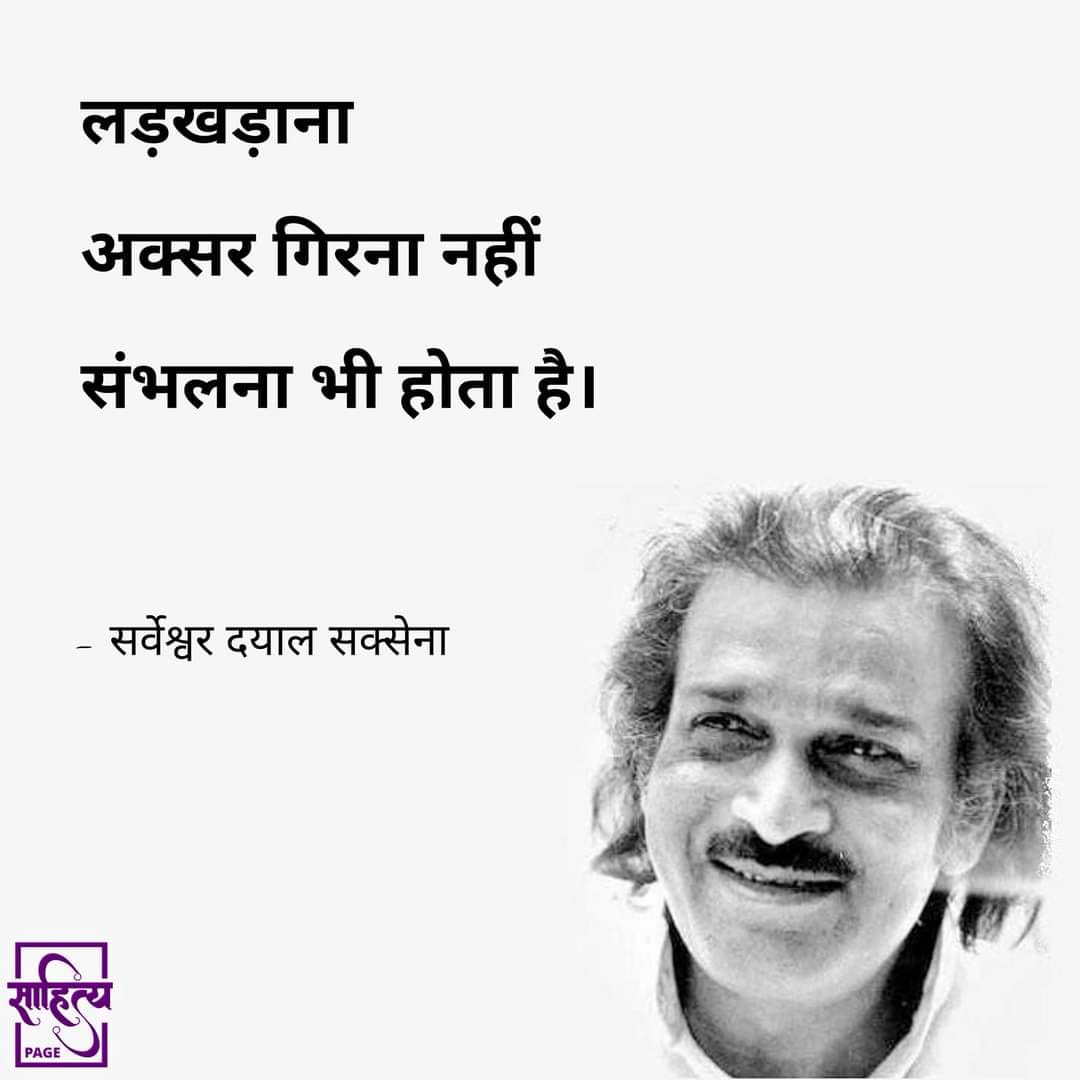 लड़खड़ाना
अक्सर गिरना नहीं
संभलना भी होता है।
– सर्वेश्वर दयाल सक्सेना
साहित्य
PAGE